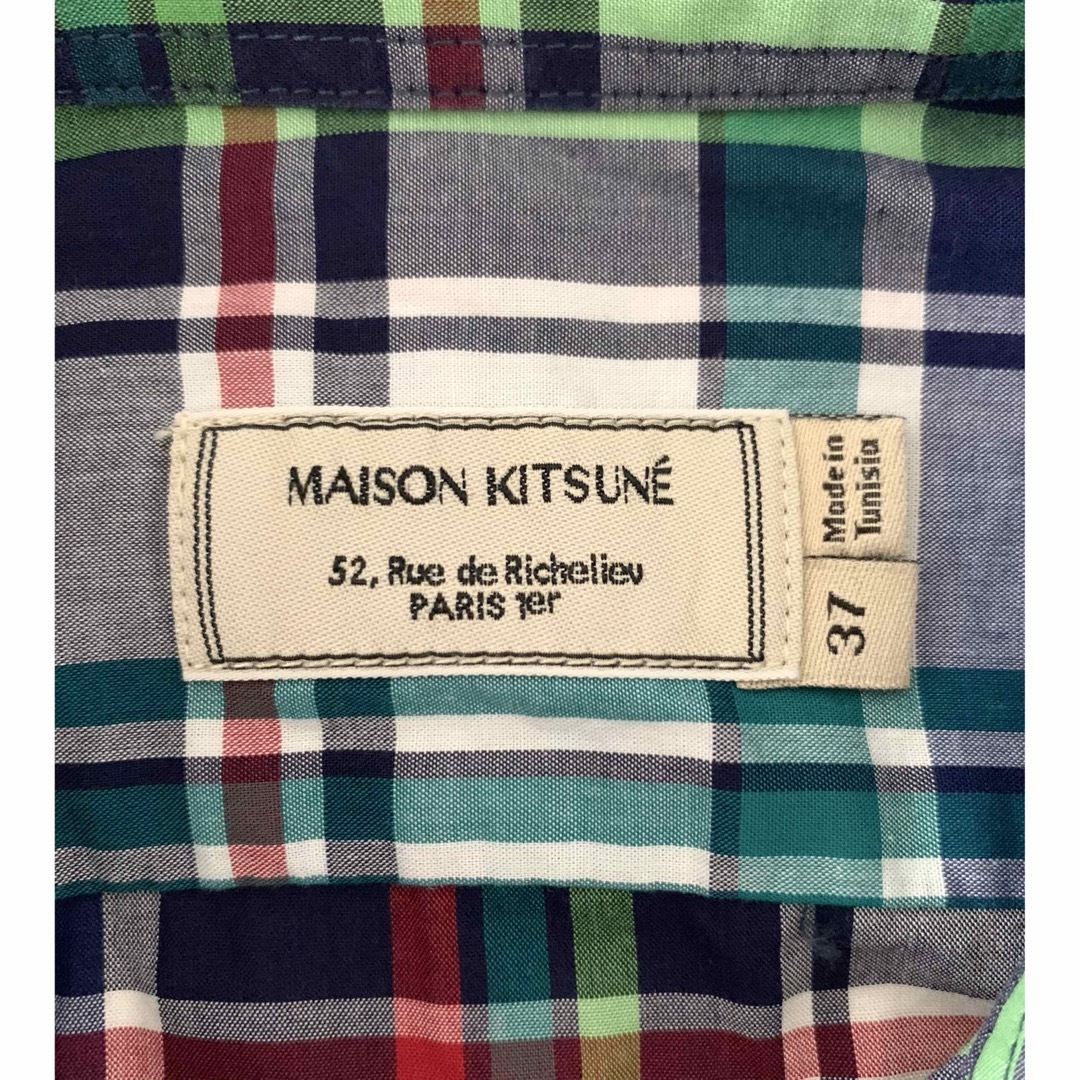 MAISON KITSUNÉ
52, Rue de Richelieu
PARIS 1er
Made in
Tunisia
37